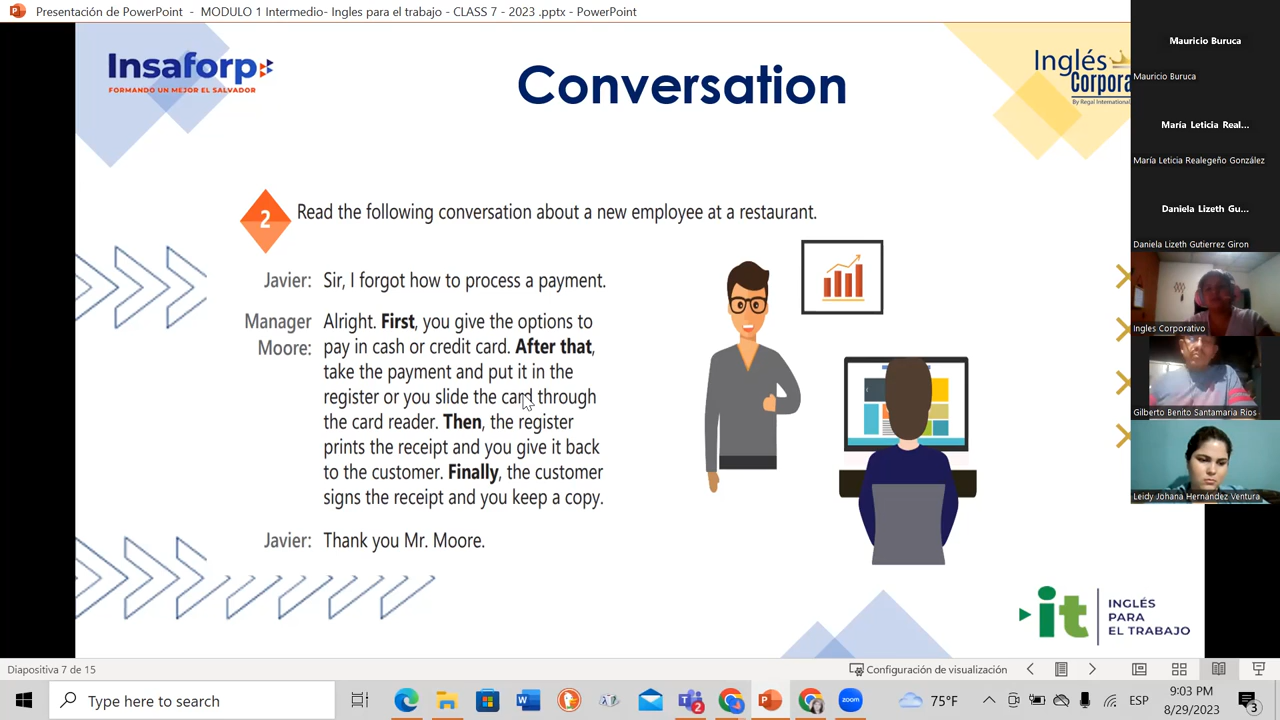 Presentación de PowerPoint - MODULO 1 Intermedio- Ingles para el trabajo - CLASS 7 - 2023 .pptx - PowerPoint
Insaforp
FORMANDO UN MEJOR EL SALVADOR
Conversation
Inglés
Corpora
By Regal International
2
Read the following conversation about a new employee at a restaurant.
Javier: Sir, I forgot how to process a payment.
Manager Alright. First, you give the options to
Moore: pay in cash or credit card. After that,
take the payment and put it in the
register or you slide the card through
the card reader. Then, the register
prints the receipt and you give it back
to the customer. Finally, the customer
signs the receipt and you keep a copy.
Javier: Thank you Mr. Moore.
it
INGLÉS
PARA
EL TRABAJO
Mauricio Buruca
Mauricio Buruca
María Leticia Real...
María Leticia Realegeño González
Daniela Lizeth Gu...
Daniela Lizeth Gutierrez Giron
Ingles Corporativo
Gilberto Benito Santamaria Rios
Leidy Johana Hernández Ventura
Diapositiva 7 de 15
Configuración de visualización
Type here to search
2
zoom
75°F
ESP
9:03 PM
8/29/2023
3